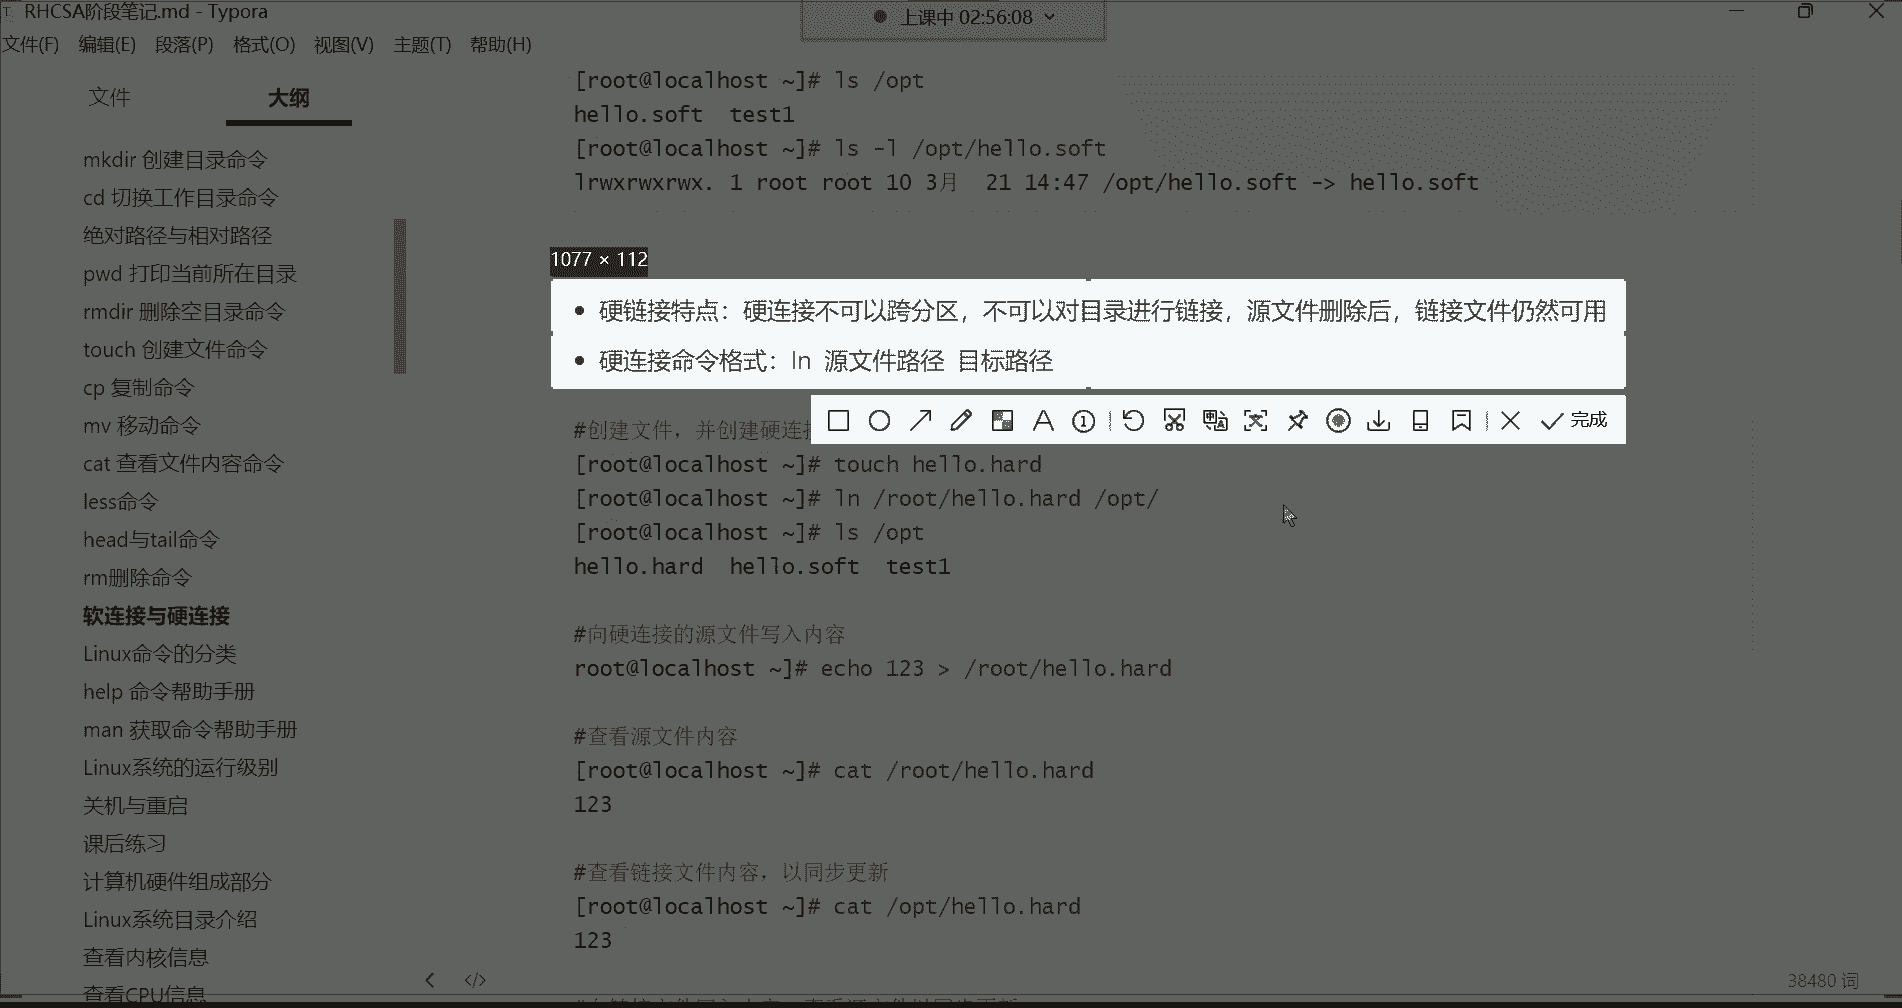 RHCSA阶段笔记.md - Typora
上课中 02:56:08
文件(F) 编辑(E) 段落(P) 格式(O) 视图(V) 主题(T) 帮助(H)
文件 大纲
mkdir 创建目录命令
cd 切换工作目录命令
绝对路径与相对路径
pwd 打印当前所在目录
rmdir 删除空目录命令
touch 创建文件命令
cp 复制命令
mv 移动命令
cat 查看文件内容命令
less命令
head与tail命令
rm删除命令
软连接与硬连接
Linux命令的分类
help 命令帮助手册
man 获取命令帮助手册
Linux系统的运行级别
关机与重启
课后练习
计算机硬件组成部分
Linux系统目录介绍
查看内核信息
查看CPU信息
[root@localhost ~]# ls /opt
hello.soft  test1
[root@localhost ~]# ls -l /opt/hello.soft
lrwxrwxrwx. 1 root root 10 3月  21 14:47 /opt/hello.soft -> hello.soft
1077 × 112
硬链接特点：硬连接不可以跨分区，不可以对目录进行链接，源文件删除后，链接文件仍然可用
硬连接命令格式：ln 源文件路径 目标路径
完成
#创建文件，并创建硬连接
[root@localhost ~]# touch hello.hard
[root@localhost ~]# ln /root/hello.hard /opt/
[root@localhost ~]# ls /opt
hello.hard  hello.soft  test1
#向硬连接的源文件写入内容
root@localhost ~]# echo 123 > /root/hello.hard
#查看源文件内容
[root@localhost ~]# cat /root/hello.hard
123
#查看链接文件内容，以同步更新
[root@localhost ~]# cat /opt/hello.hard
123
38480 词